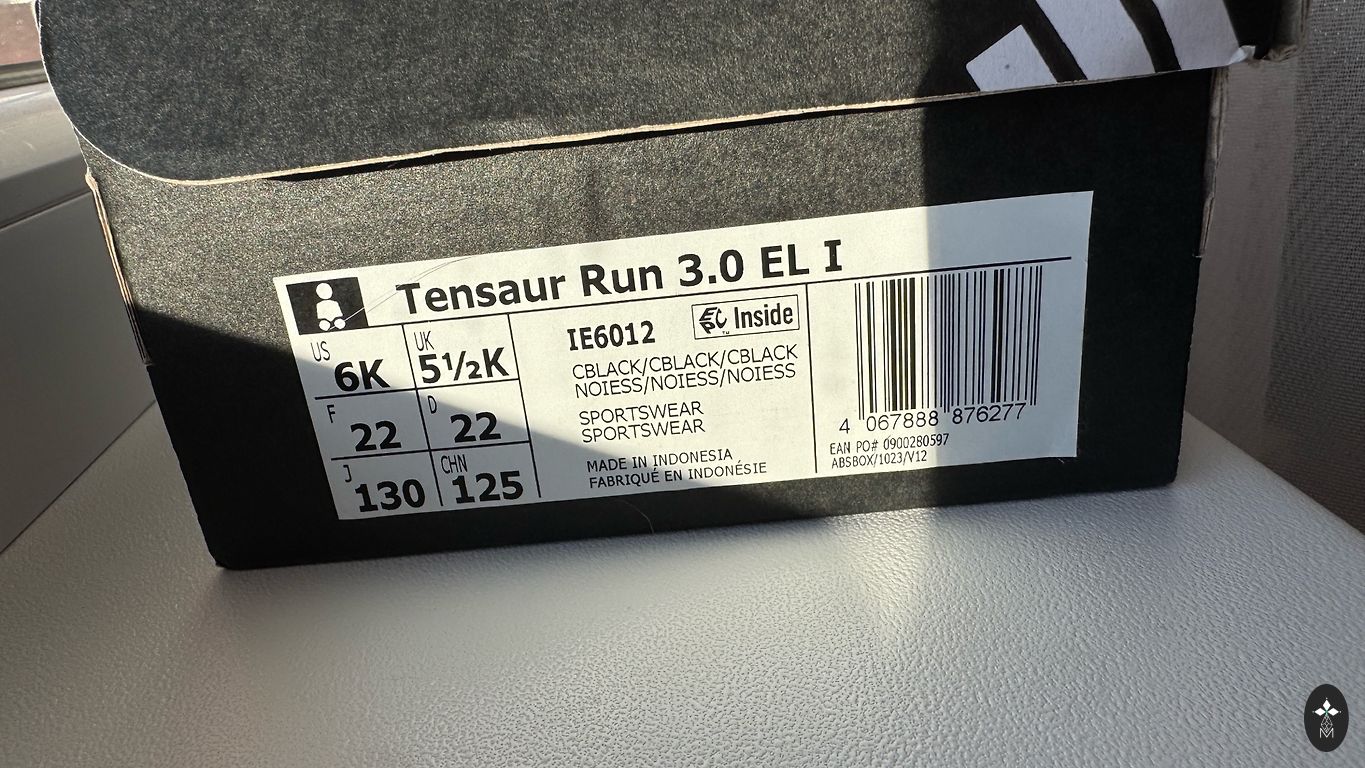 Tensaur Run 3.0 EL I
US 6K
UK 5½K
F 22
D 22
J 130
CHN 125
IE6012
EPC Inside
TM
CBLACK/CBLACK/CBLACK
NOIESS/NOIESS/NOIESS
SPORTSWEAR
SPORTSWEAR
MADE IN INDONESIA
FABRIQUÉ EN INDONÉSIE
4 067888 876277
EAN PO# 0900280597
ABSBOX/1023/V12
M